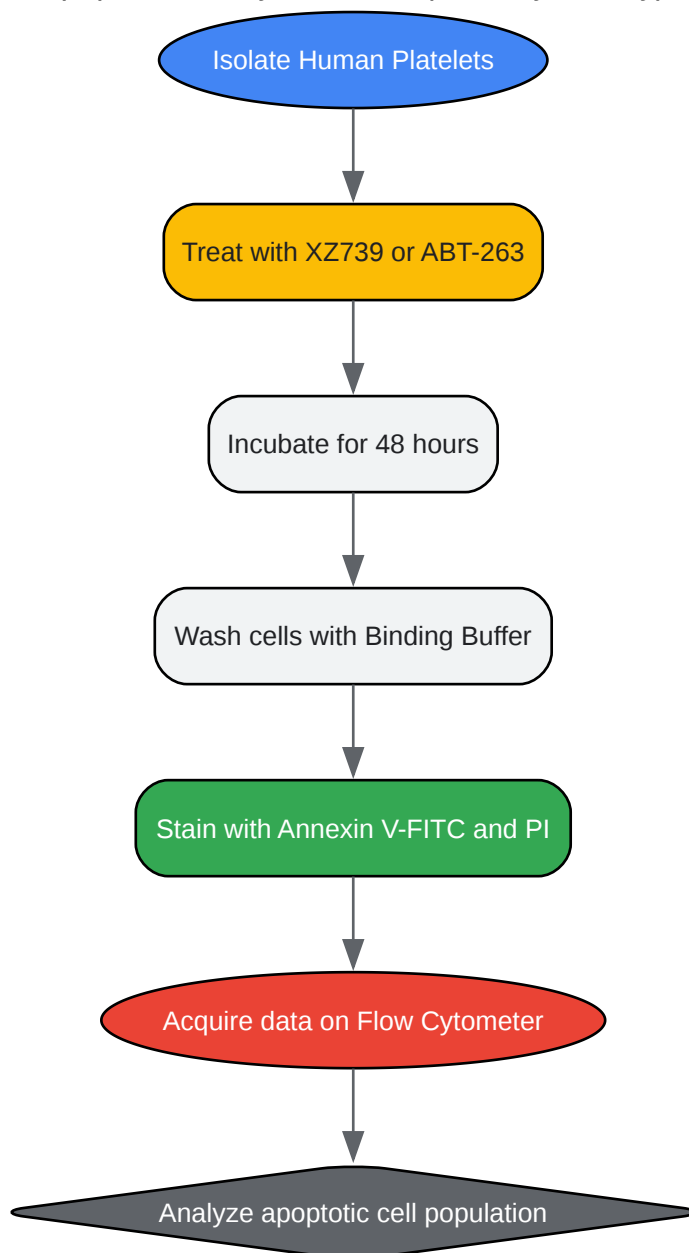 Isolate Human Platelets
Treat with XZ739 or ABT-263
Incubate for 48 hours
Wash cells with Binding Buffer
Stain with Annexin V-FITC and PI
Acquire data on Flow Cytometer
Analyze apoptotic cell population